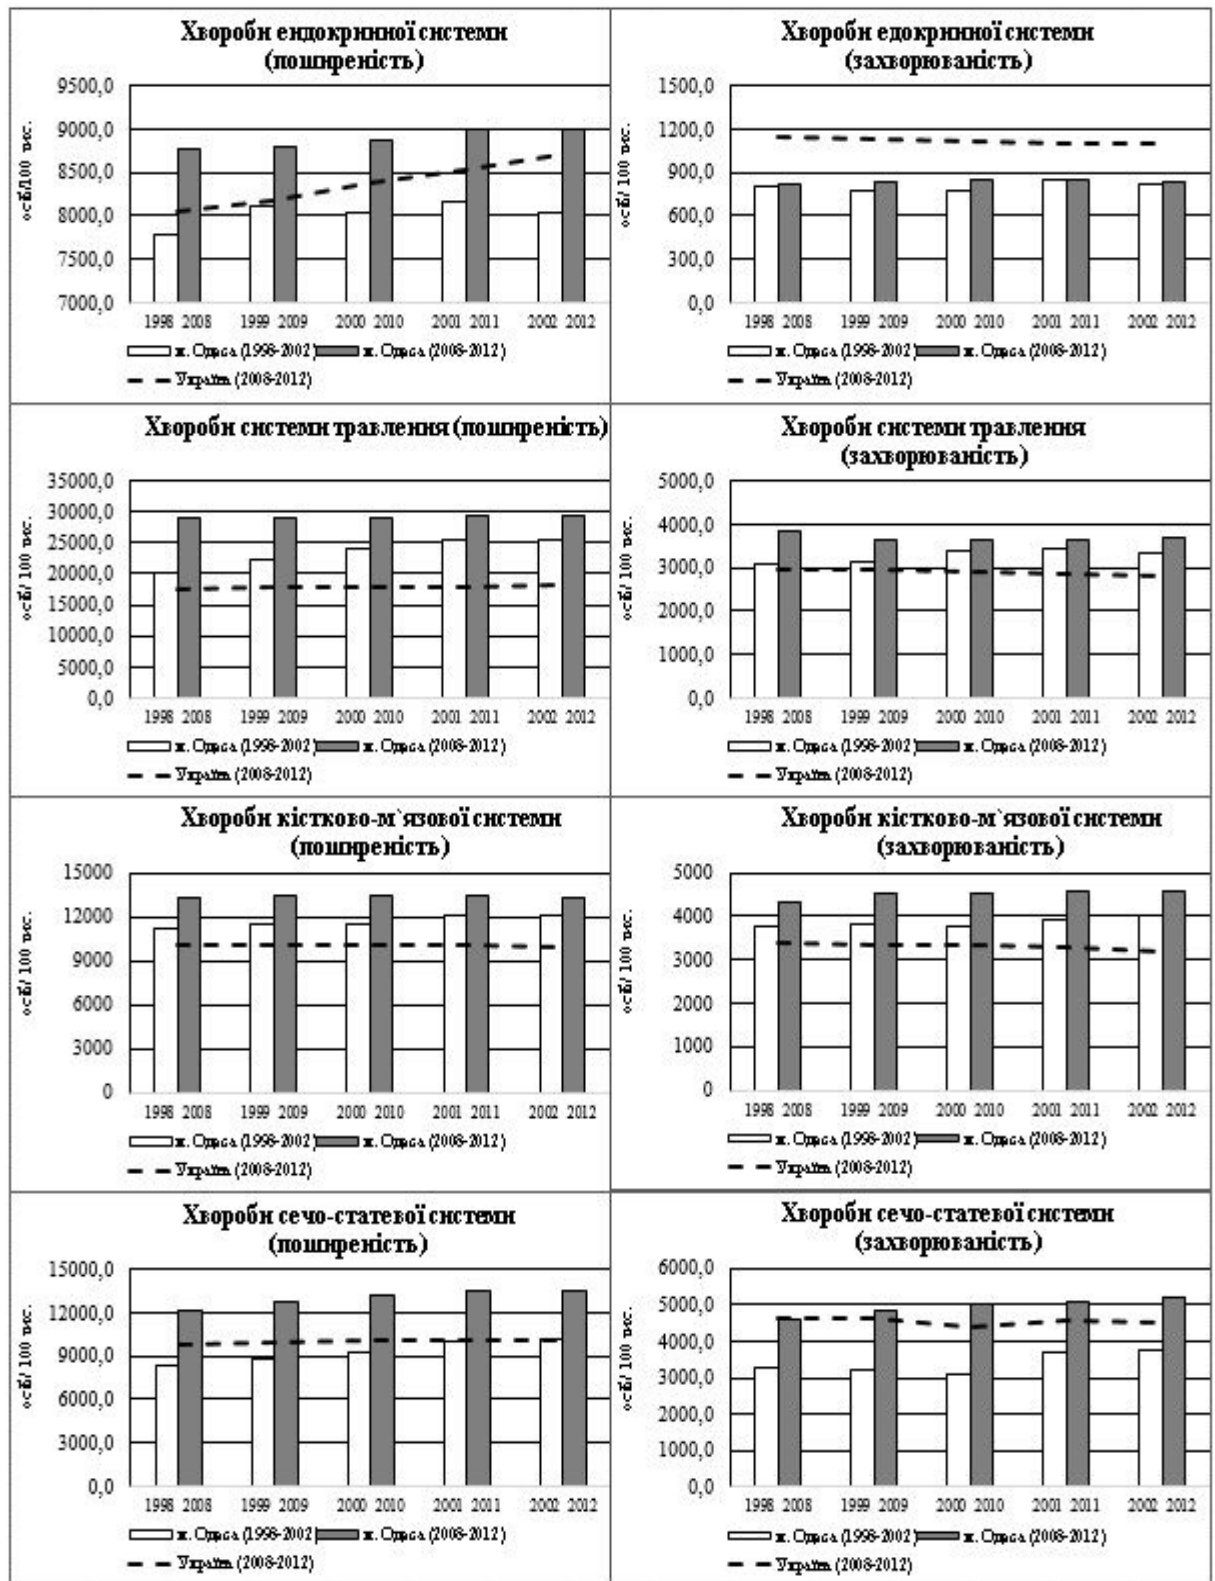 Хвороби ендокринної системи
(поширеність)
осіб/100 тис.
9500,0
9000,0
8500,0
8000,0
7500,0
7000,0
1998 2008 1999 2009 2000 2010 2001 2011 2002 2012
м. Одеса (1998-2002) м. Одеса (2008-2012)
Україна (2008-2012)
Хвороби едокринної системи
(захворюваність)
осіб/ 100 тис.
1500,0
1200,0
900,0
600,0
300,0
0,0
1998 2008 1999 2009 2000 2010 2001 2011 2002 2012
м. Одеса (1998-2002) м. Одеса (2008-2012)
Україна (2008-2012)
Хвороби системи травлення (поширеність)
осіб/ 100 тис.
35000,0
30000,0
25000,0
20000,0
15000,0
10000,0
5000,0
0,0
1998 2008 1999 2009 2000 2010 2001 2011 2002 2012
м. Одеса (1998-2002) м. Одеса (2008-2012)
Україна (2008-2012)
Хвороби системи травлення
(захворюваність)
осіб/ 100 тис.
5000,0
4000,0
3000,0
2000,0
1000,0
0,0
1998 2008 1999 2009 2000 2010 2001 2011 2002 2012
м. Одеса (1998-2002) м. Одеса (2008-2012)
Україна (2008-2012)
Хвороби кістково-м`язової системи
(поширеність)
осіб/ 100 тис.
15000
12000
9000
6000
3000
0
1998 2008 1999 2009 2000 2010 2001 2011 2002 2012
м. Одеса (1998-2002) м. Одеса (2008-2012)
Україна (2008-2012)
Хвороби кістково-м`язової системи
(захворюваність)
осіб/ 100 тис.
5000
4000
3000
2000
1000
0
1998 2008 1999 2009 2000 2010 2001 2011 2002 2012
м. Одеса (1998-2002) м. Одеса (2008-2012)
Україна (2008-2012)
Хвороби сечо-статевої системи
(поширеність)
осіб/ 100 тис.
15000,0
12000,0
9000,0
6000,0
3000,0
0,0
1998 2008 1999 2009 2000 2010 2001 2011 2002 2012
м. Одеса (1998-2002 м. Одеса (2008-2012)
Україна (2008-2012)
Хвороби сечо-статевої системи
(захворюваність)
осіб/ 100 тис.
6000,0
5000,0
4000,0
3000,0
2000,0
1000,0
0,0
1998 2008 1999 2009 2000 2010 2001 2011 2002 2012
м. Одеса (1998-2002) м. Одеса (2008-2012)
Україна (2008-2012)